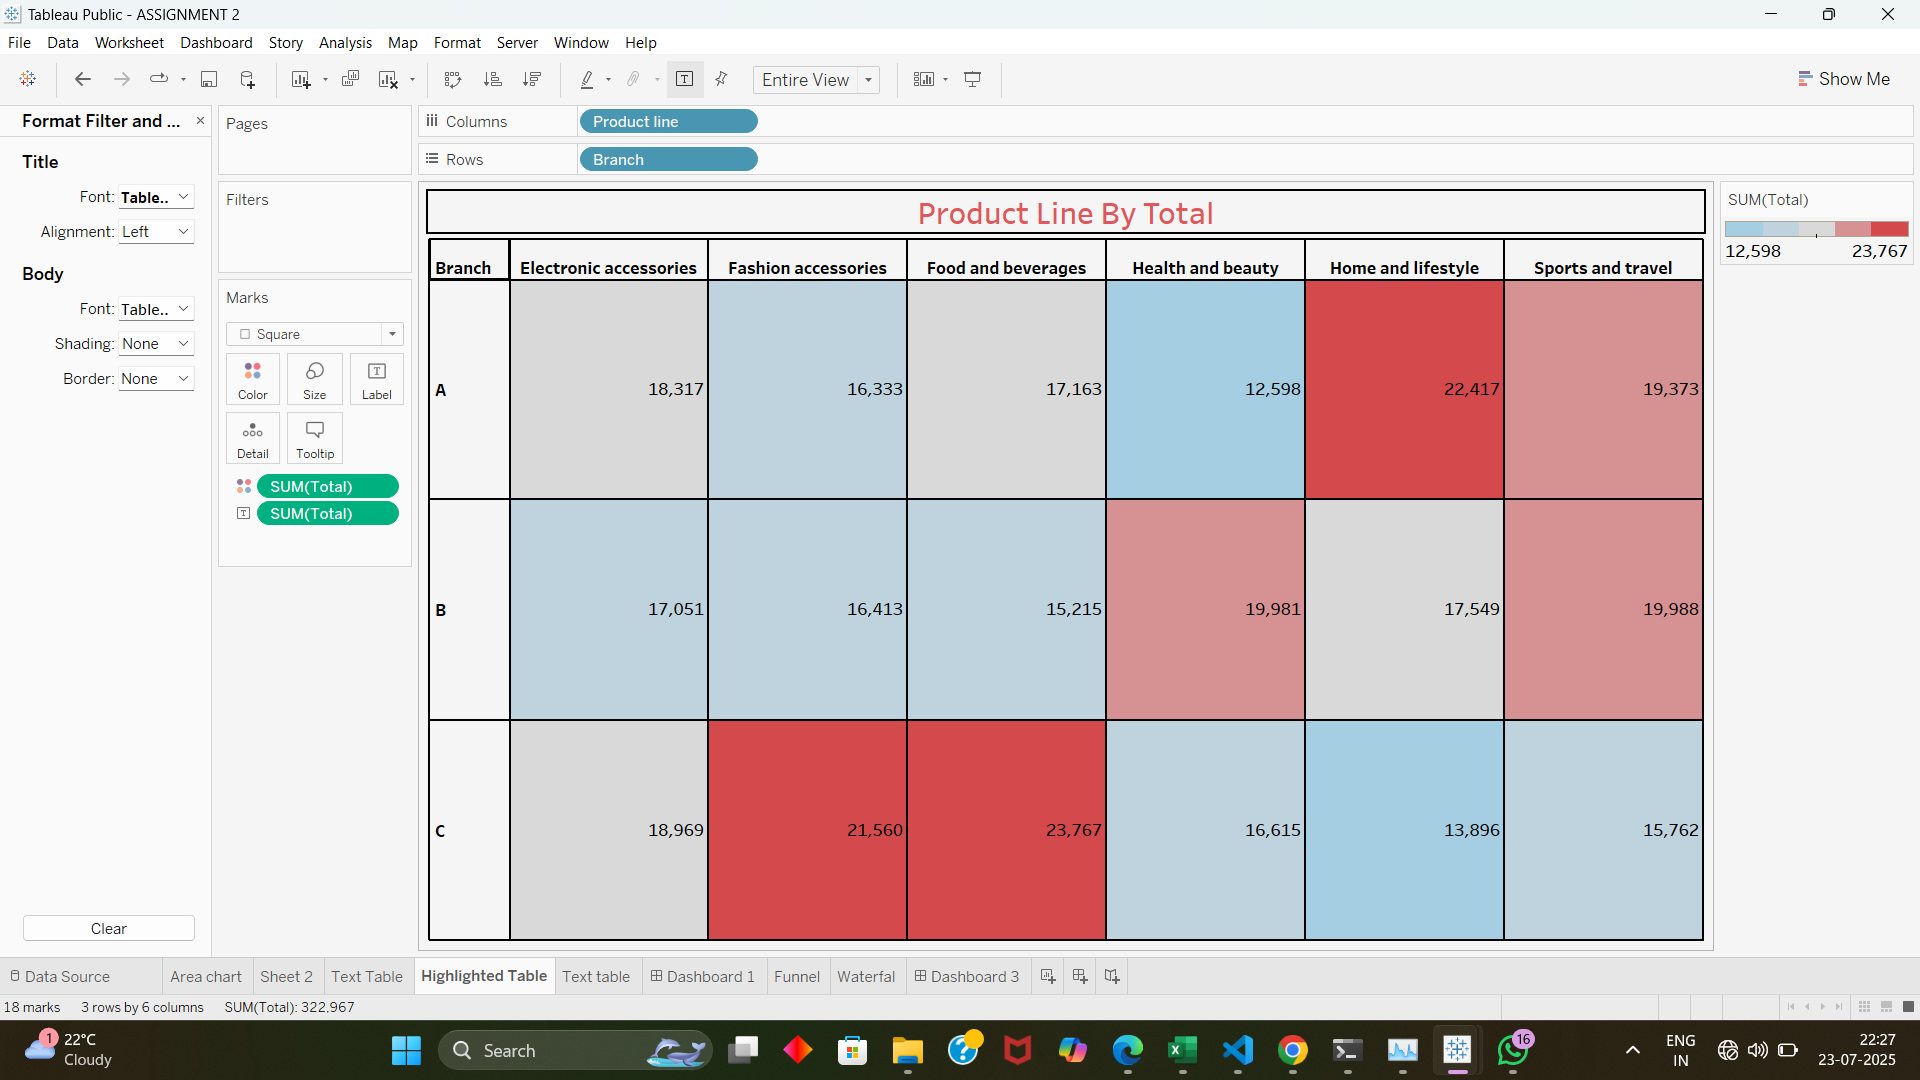 Tableau Public - ASSIGNMENT 2
File Data Worksheet Dashboard Story Analysis Map Format Server Window Help
Entire View
Show Me
Format Filter and ...
Title
Font: Table..
Alignment: Left
Body
Font: Table..
Shading: None
Border: None
Clear
Pages
Filters
Marks
Square
Color Size Label
Detail Tooltip
SUM(Total)
SUM(Total)
Columns Product line
Rows Branch
Product Line By Total
Branch Electronic accessories Fashion accessories Food and beverages Health and beauty Home and lifestyle Sports and travel
A 18,317 16,333 17,163 12,598 22,417 19,373
B 17,051 16,413 15,215 19,981 17,549 19,988
C 18,969 21,560 23,767 16,615 13,896 15,762
SUM(Total)
12,598 23,767
Data Source Area chart Sheet 2 Text Table Highlighted Table Text table Dashboard 1 Funnel Waterfal Dashboard 3
18 marks 3 rows by 6 columns SUM(Total): 322,967
1
22°C
Cloudy
Search
16
ENG
IN
22:27
23-07-2025